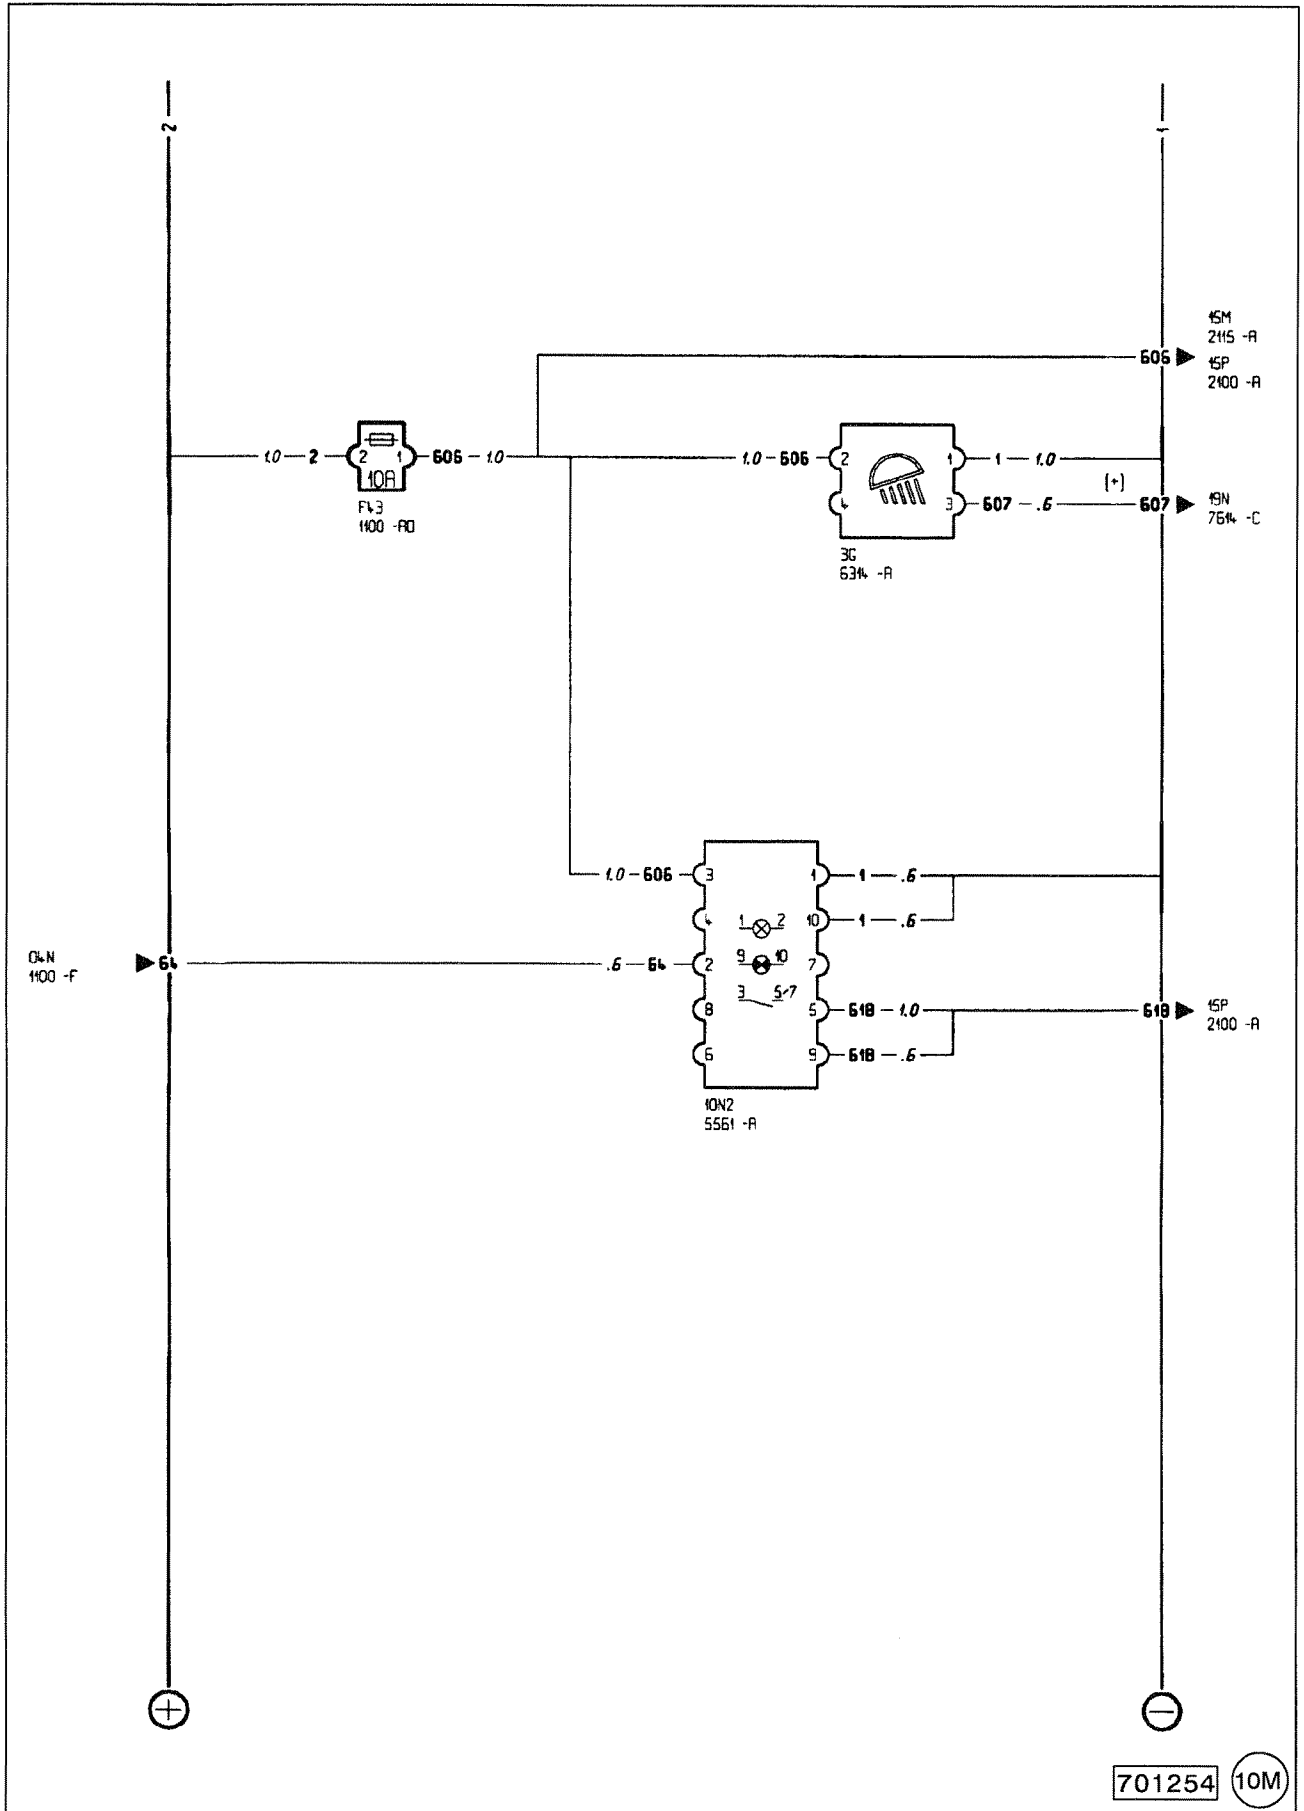 2
1
15M
2115 -A
606
15P
2100 -A
1.0 2 2 1 606 1.0
10A
F43
1100 -AO
1.0 606 2 1 1 1.0
(+)
4 3 607 .6 607
19N
7614 -C
3G
6314 -A
1.0 606 3 1 1 .6
4 1 2 10 1 .6
04N
1100 -F
64 .6 64 2 9 10 7
3 5/7
8 5 618 1.0 618
15P
2100 -A
6 9 618 .6
10N2
5561 -A
+
−
701254 10M